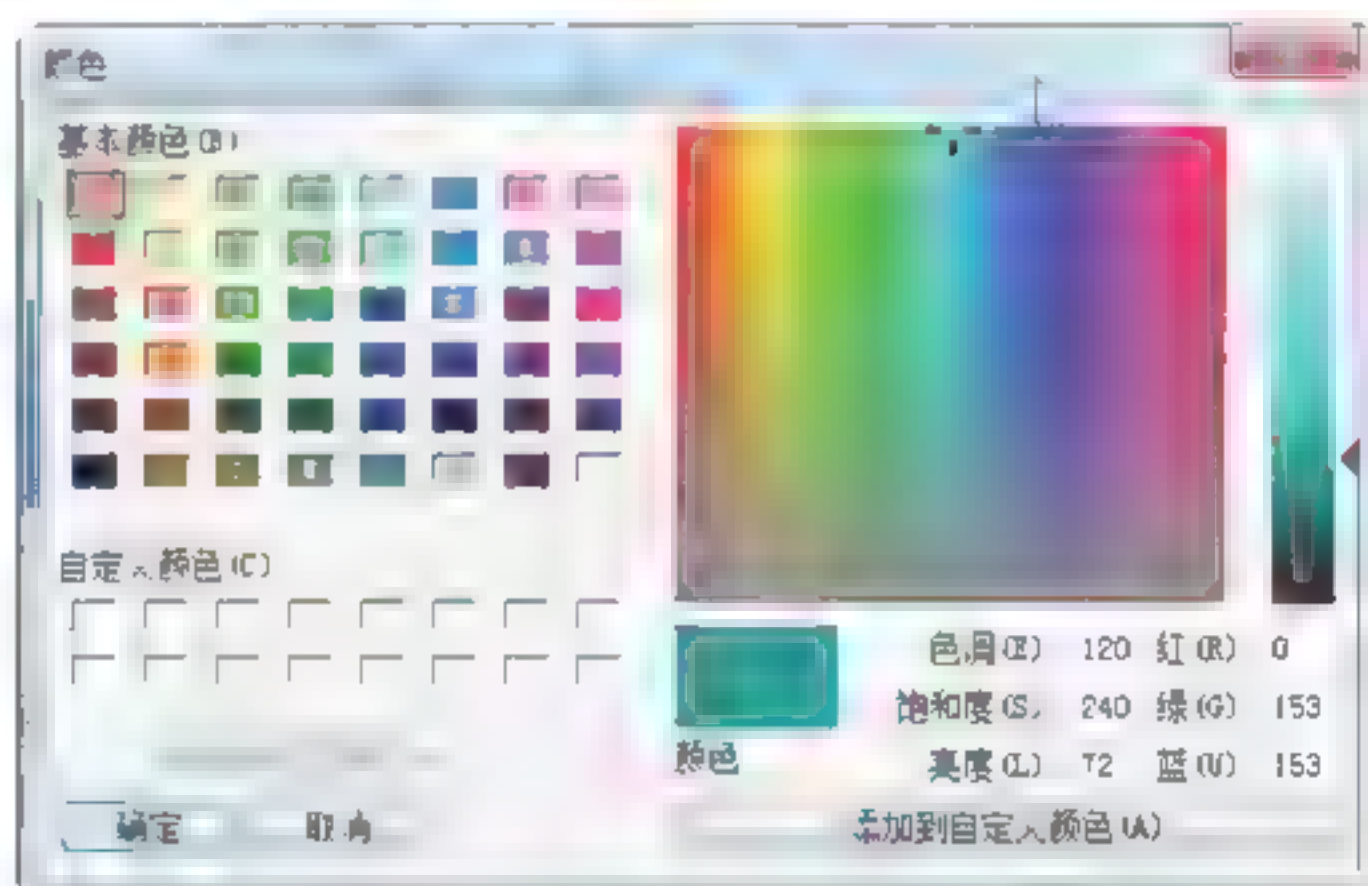 颜色
基本颜色(B)
自定义颜色(C)
色调(E) 120 红(R) 0
饱和度(S) 240 绿(G) 153
颜色 亮度(L) 72 蓝(U) 153
确定 取消 添加到自定义颜色(A)